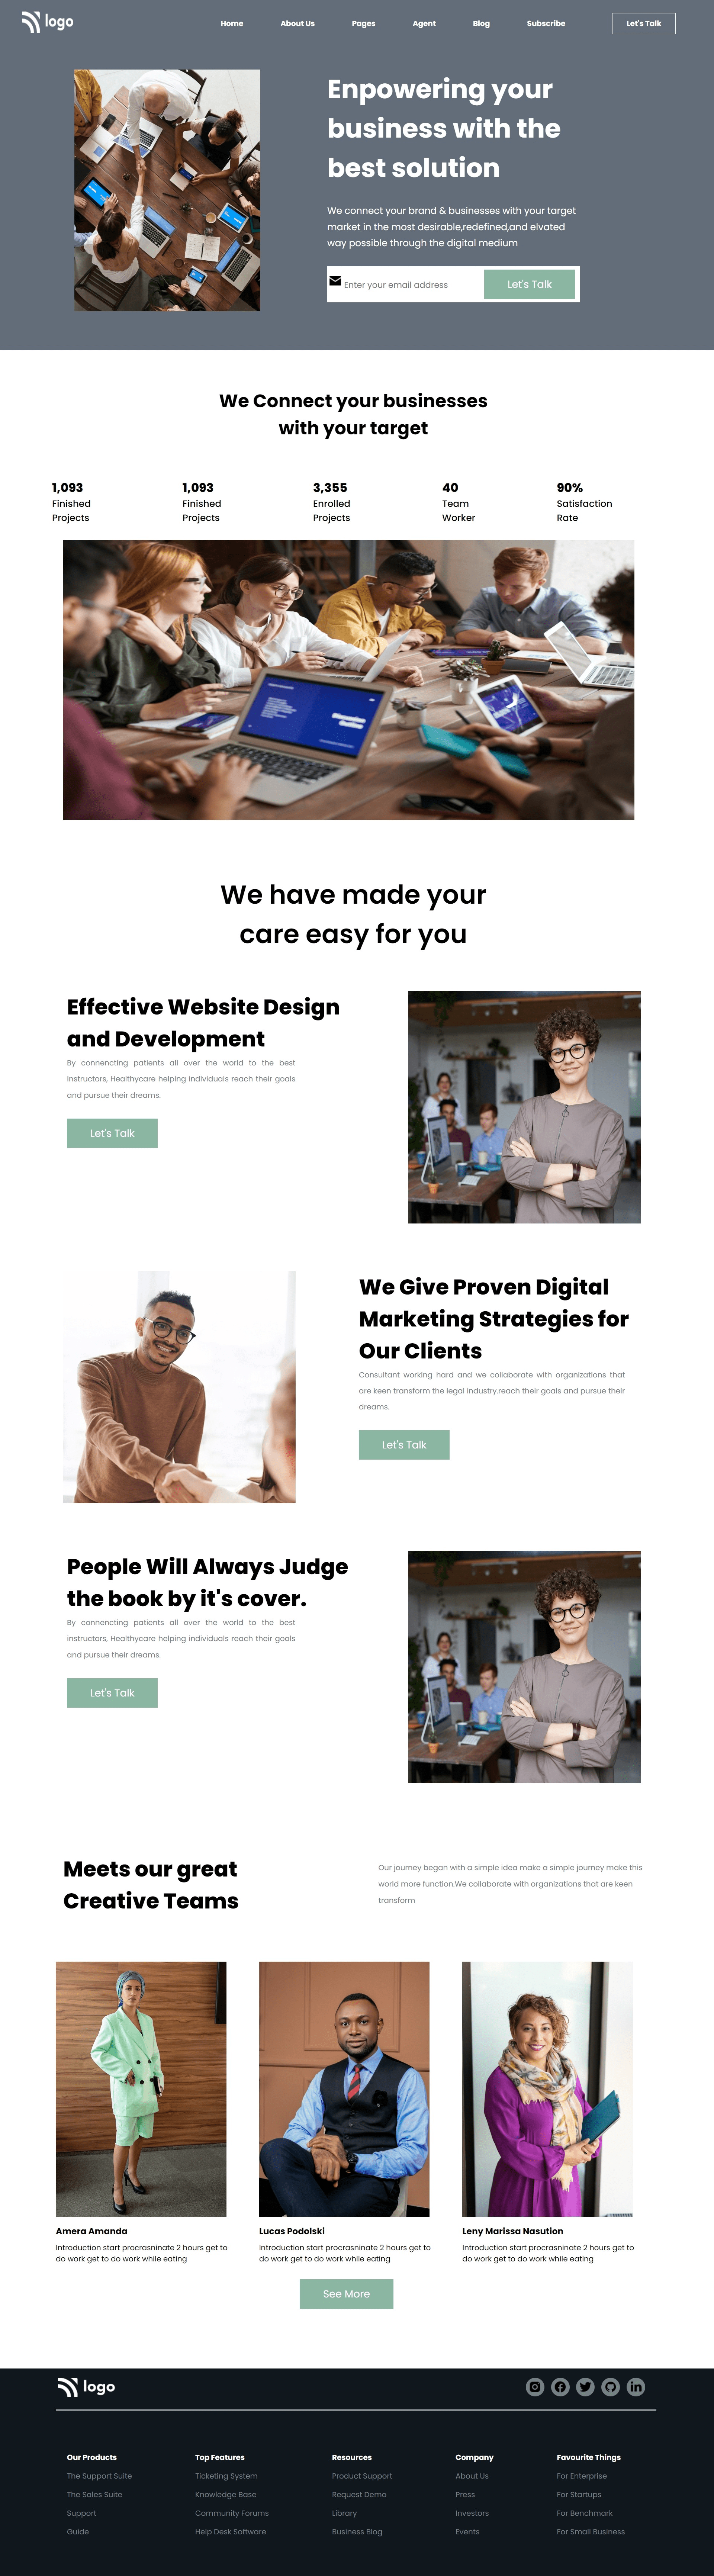 logo
Home About Us Pages Agent Blog Subscribe Let's Talk
Enpowering your
business with the
best solution
We connect your brand & businesses with your target
market in the most desirable,redefined,and elvated
way possible through the digital medium
Enter your email address Let's Talk
We Connect your businesses
with your target
1,093 1,093 3,355 40 90%
Finished Finished Enrolled Team Satisfaction
Projects Projects Projects Worker Rate
We have made your
care easy for you
Effective Website Design
and Development
By connencting patients all over the world to the best
instructors, Healthycare helping individuals reach their goals
and pursue their dreams.
Let's Talk
We Give Proven Digital
Marketing Strategies for
Our Clients
Consultant working hard and we collaborate with organizations that
are keen transform the legal industry.reach their goals and pursue their
dreams.
Let's Talk
People Will Always Judge
the book by it's cover.
By connencting patients all over the world to the best
instructors, Healthycare helping individuals reach their goals
and pursue their dreams.
Let's Talk
Meets our great
Creative Teams
Our journey began with a simple idea make a simple journey make this
world more function.We collaborate with organizations that are keen
transform
Amera Amanda
Introduction start procrasninate 2 hours get to
do work get to do work while eating
Lucas Podolski
Introduction start procrasninate 2 hours get to
do work get to do work while eating
Leny Marissa Nasution
Introduction start procrasninate 2 hours get to
do work get to do work while eating
See More
logo
Our Products Top Features Resources Company Favourite Things
The Support Suite Ticketing System Product Support About Us For Enterprise
The Sales Suite Knowledge Base Request Demo Press For Startups
Support Community Forums Library Investors For Benchmark
Guide Help Desk Software Business Blog Events For Small Business